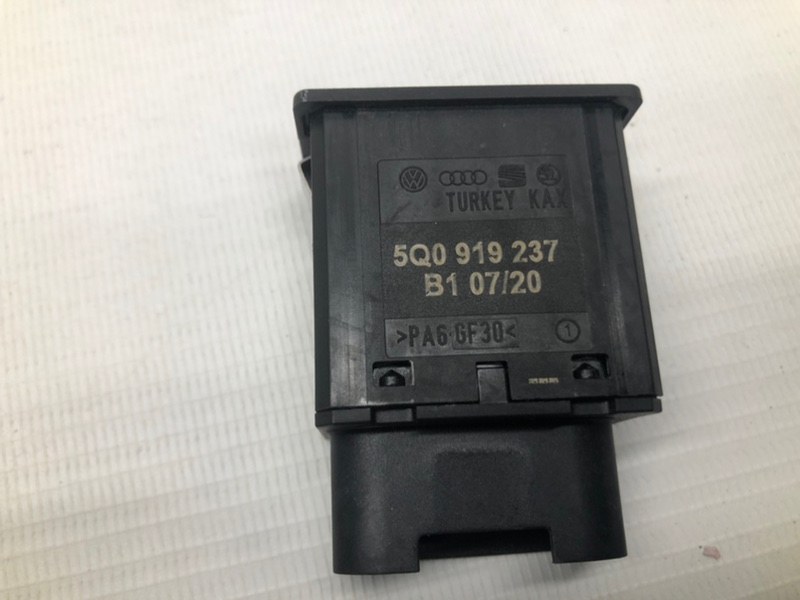 TURKEY KAX
5Q0 919 237
B1 07/20
>PA6 GF30<
1